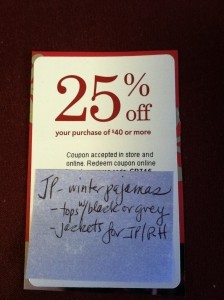 25%
off
your purchase of $40 or more
Coupon accepted in store and
online. Redeem coupon online
JP - winter pajamas
- tops w/black or grey
- jackets for JP/RH